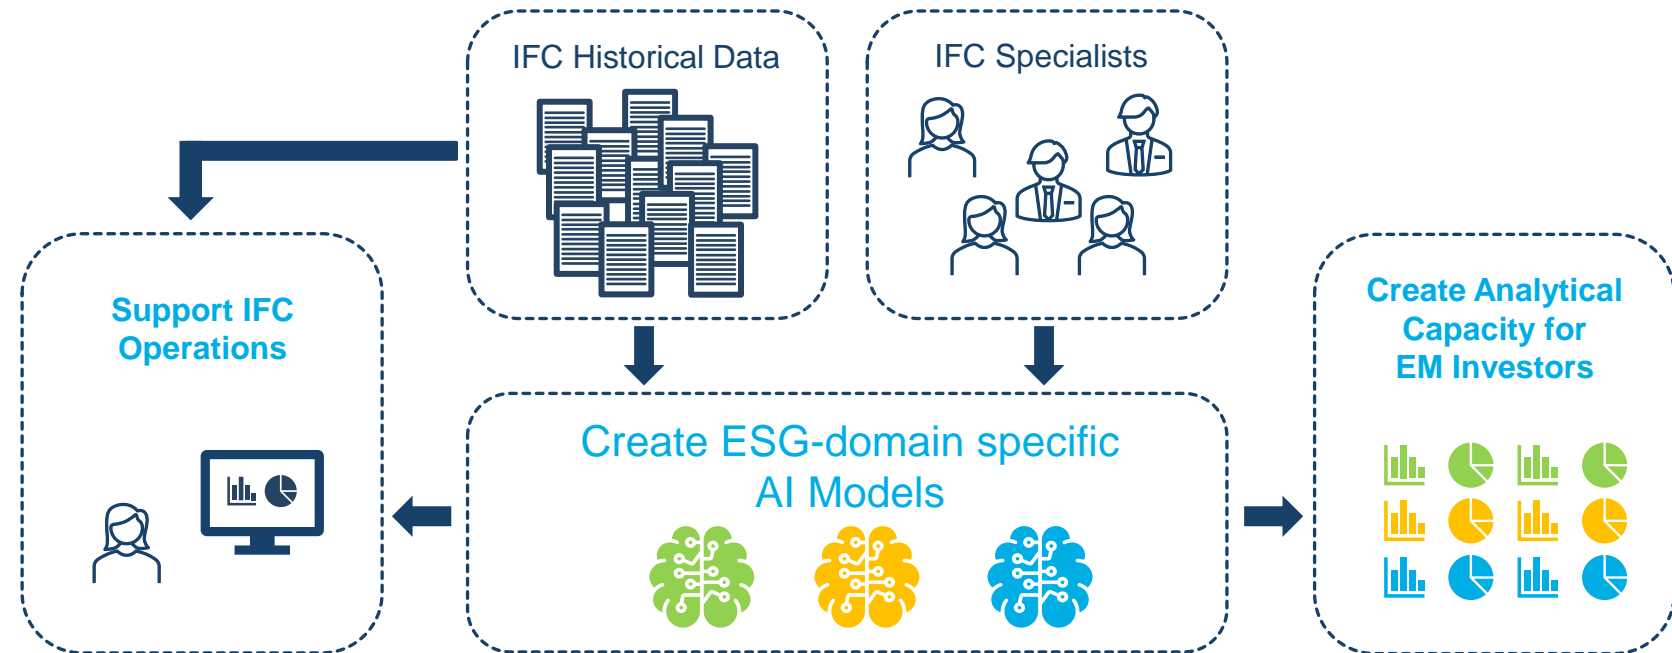 IFC Historical Data
IFC Specialists
Support IFC
Operations
Create ESG-domain specific
AI Models
Create Analytical
Capacity for
EM Investors